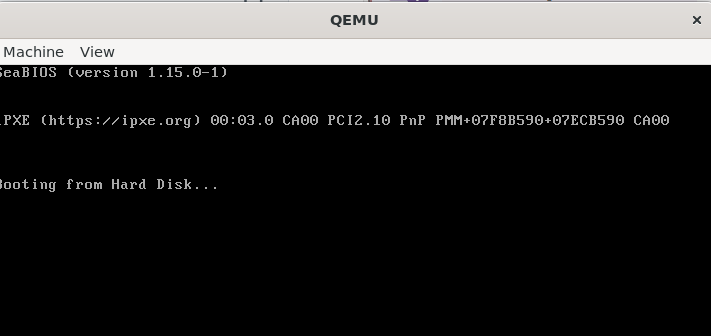 QEMU
×
Machine View
SeaBIOS (version 1.15.0-1)
iPXE (https://ipxe.org) 00:03.0 CA00 PCI2.10 PnP PMM+07F8B590+07ECB590 CA00
Booting from Hard Disk...